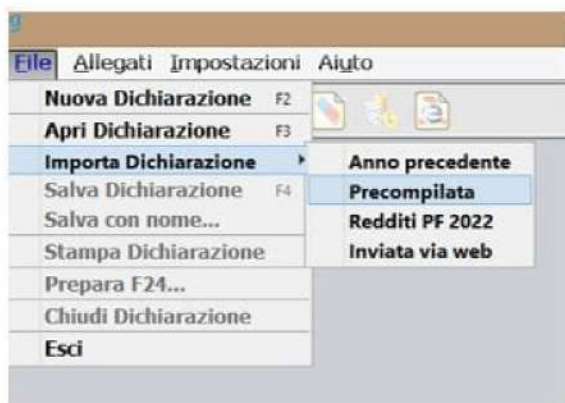 File Allegati Impostazioni Aiuto
Nuova Dichiarazione F2
Apri Dichiarazione F3
Importa Dichiarazione
Salva Dichiarazione F4
Salva con nome...
Stampa Dichiarazione
Prepara F24...
Chiudi Dichiarazione
Esci
Anno precedente
Precompilata
Redditi PF 2022
Inviata via web